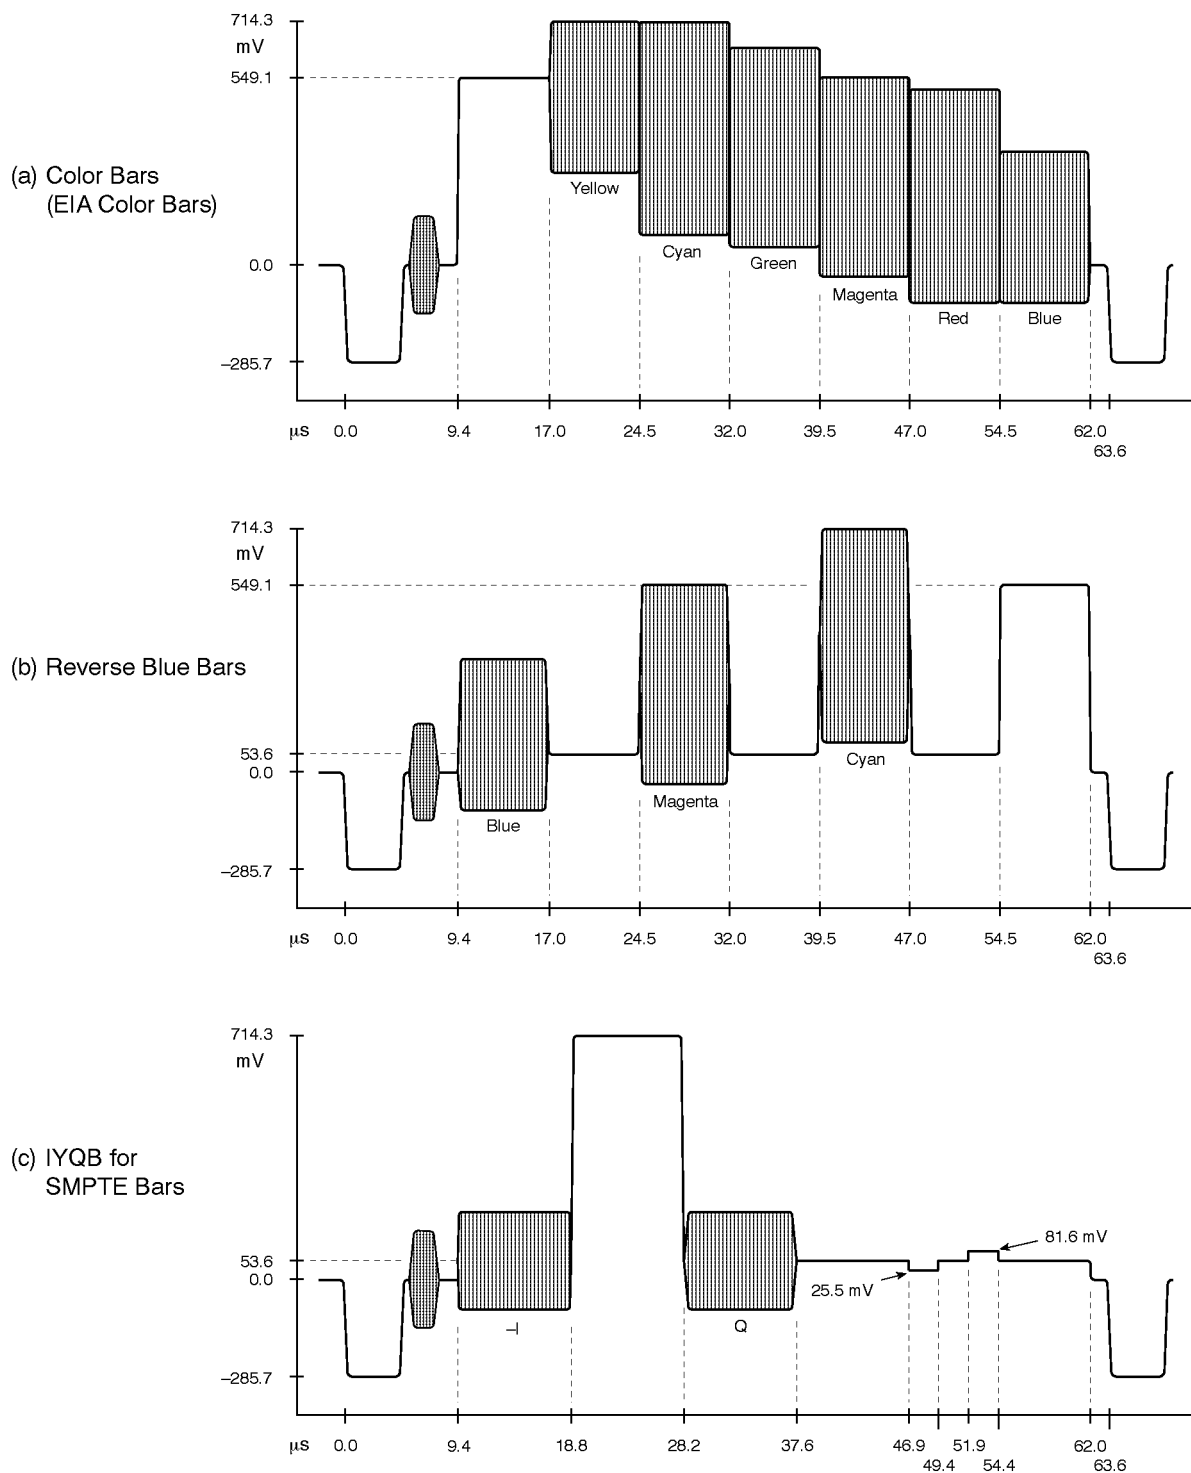 714.3
mV
549.1
(a) Color Bars
(EIA Color Bars)
Yellow
Cyan
Green
Magenta
Red
Blue
0.0
–285.7
μs 0.0 9.4 17.0 24.5 32.0 39.5 47.0 54.5 62.0
63.6
714.3
mV
549.1
(b) Reverse Blue Bars
53.6
0.0
Cyan
Magenta
Blue
–285.7
μs 0.0 9.4 17.0 24.5 32.0 39.5 47.0 54.5 62.0
63.6
714.3
mV
(c) IYQB for
SMPTE Bars
81.6 mV
53.6
0.0
25.5 mV
–I Q
–285.7
μs 0.0 9.4 18.8 28.2 37.6 46.9 51.9 62.0
49.4 54.4 63.6